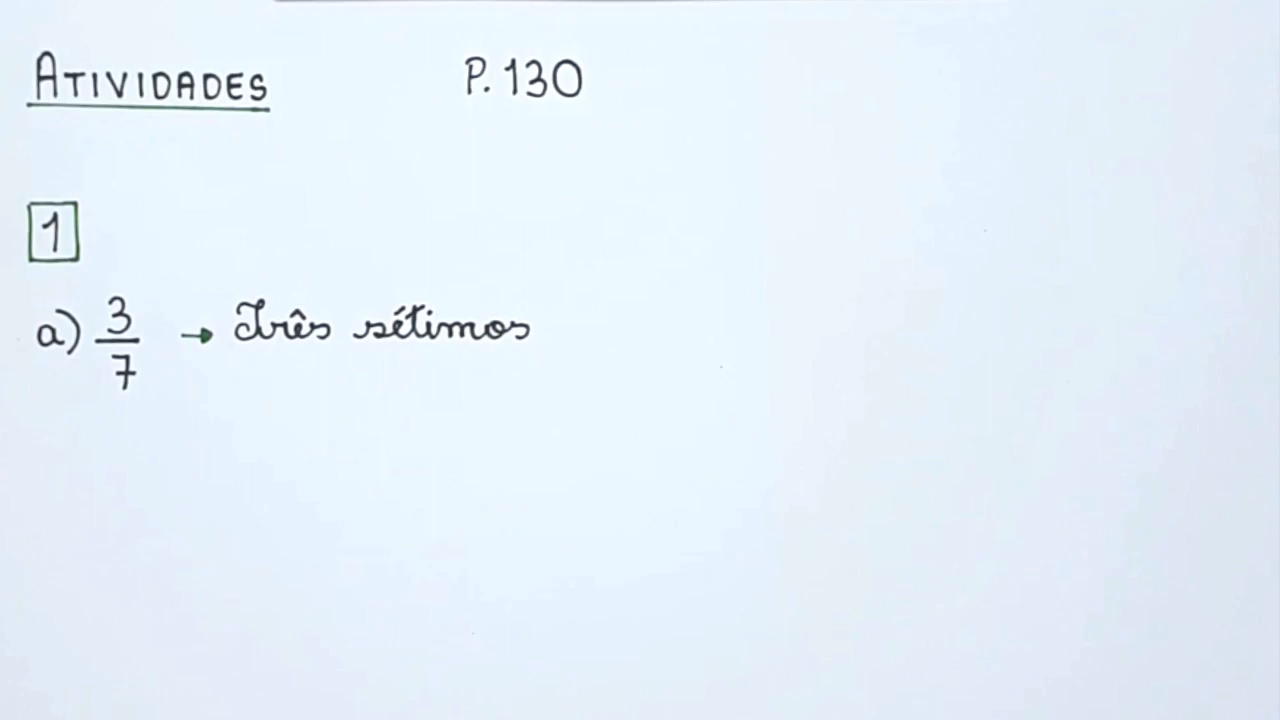 ATIVIDADES P. 130
1
a) 3/7 → Três sétimos